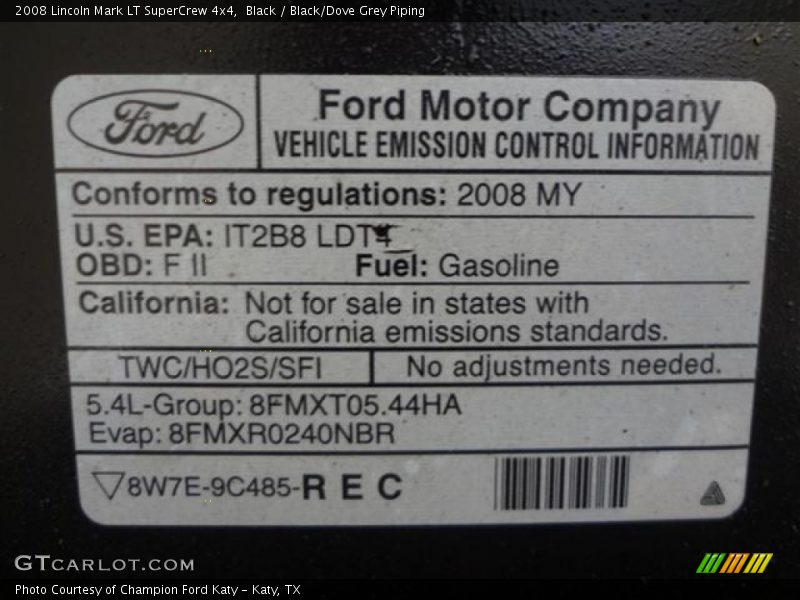 2008 Lincoln Mark LT SuperCrew 4x4, Black / Black/Dove Grey Piping
Ford
Ford Motor Company
VEHICLE EMISSION CONTROL INFORMATION
Conforms to regulations: 2008 MY
U.S. EPA: IT2B8 LDT4
OBD: F II Fuel: Gasoline
California: Not for sale in states with
California emissions standards.
TWC/HO2S/SFI No adjustments needed.
5.4L-Group: 8FMXT05.44HA
Evap: 8FMXR0240NBR
8W7E-9C485-R E C
GTCARLOT.COM
Photo Courtesy of Champion Ford Katy - Katy, TX